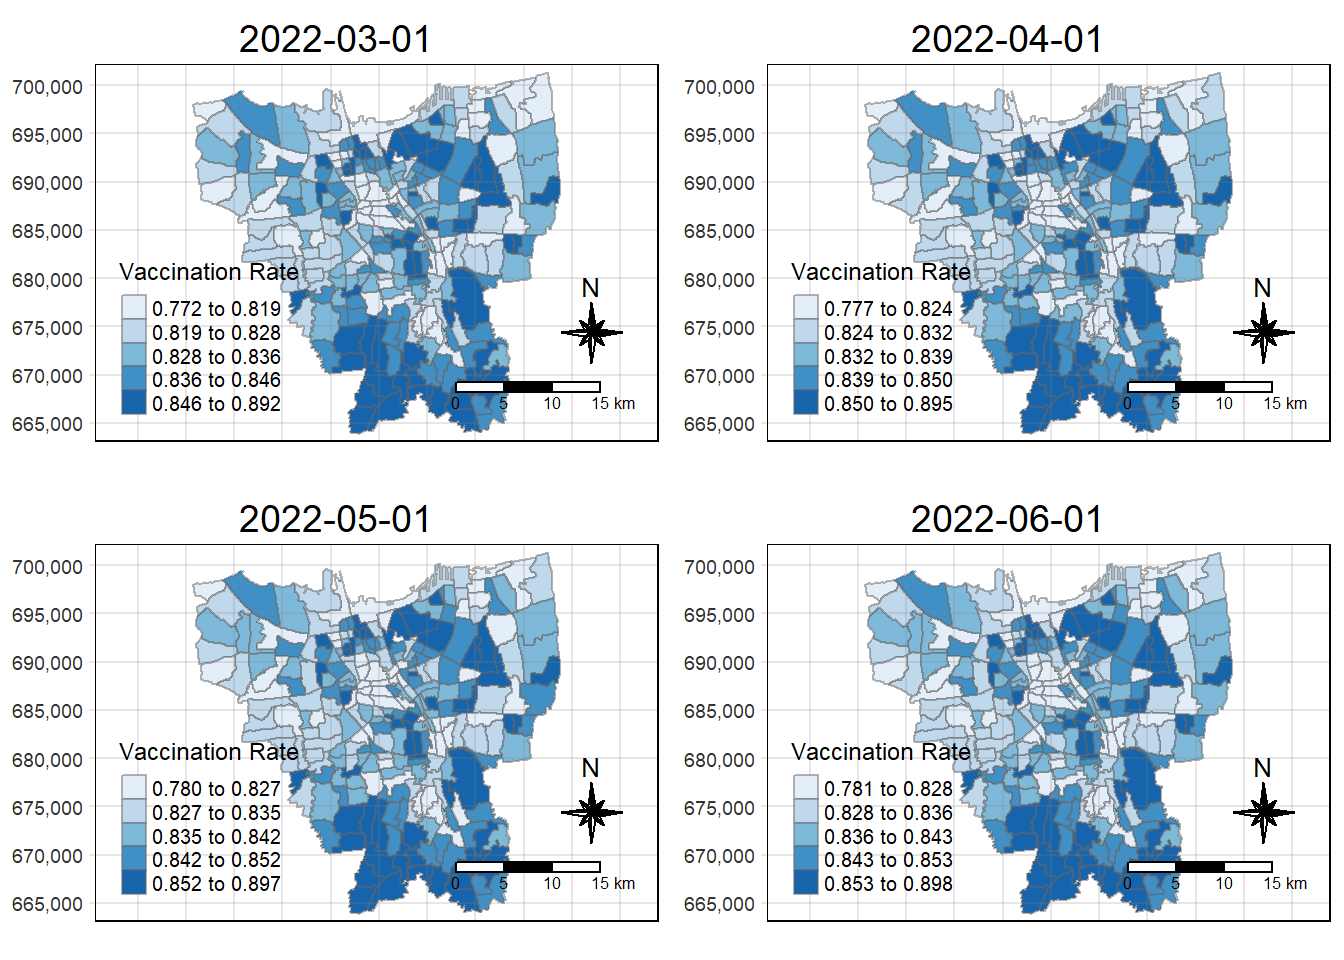 2022-03-01
700,000
695,000
690,000
685,000
680,000
675,000
670,000
665,000
Vaccination Rate
0.772 to 0.819
0.819 to 0.828
0.828 to 0.836
0.836 to 0.846
0.846 to 0.892
N
0 5 10 15 km
2022-04-01
700,000
695,000
690,000
685,000
680,000
675,000
670,000
665,000
Vaccination Rate
0.777 to 0.824
0.824 to 0.832
0.832 to 0.839
0.839 to 0.850
0.850 to 0.895
N
0 5 10 15 km
2022-05-01
700,000
695,000
690,000
685,000
680,000
675,000
670,000
665,000
Vaccination Rate
0.780 to 0.827
0.827 to 0.835
0.835 to 0.842
0.842 to 0.852
0.852 to 0.897
N
0 5 10 15 km
2022-06-01
700,000
695,000
690,000
685,000
680,000
675,000
670,000
665,000
Vaccination Rate
0.781 to 0.828
0.828 to 0.836
0.836 to 0.843
0.843 to 0.853
0.853 to 0.898
N
0 5 10 15 km